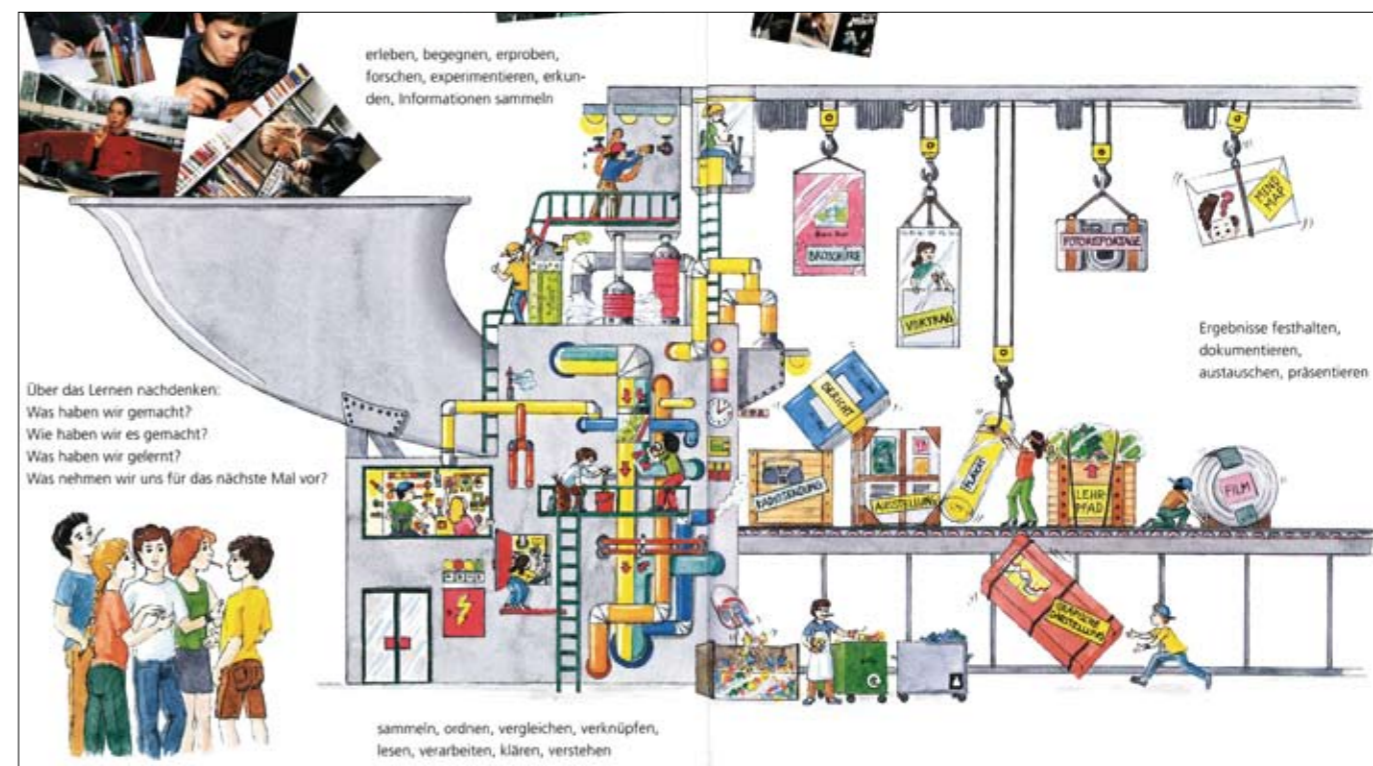 erleben, begegnen, erproben,
forschen, experimentieren, erkun-
den, Informationen sammeln
MIND
MAP
BROSCHÜRE
FOTOREPORTAGE
VORTRAG
Ergebnisse festhalten,
dokumentieren,
austauschen, präsentieren
Über das Lernen nachdenken:
Was haben wir gemacht?
Wie haben wir es gemacht?
Was haben wir gelernt?
Was nehmen wir uns für das nächste Mal vor?
BERICHT
RADIOSENDUNG
AUSSTELLUNG
PLAKAT
LEHR
PFAD
FILM
GRAFISCHE
DARSTELLUNG
sammeln, ordnen, vergleichen, verknüpfen,
lesen, verarbeiten, klären, verstehen